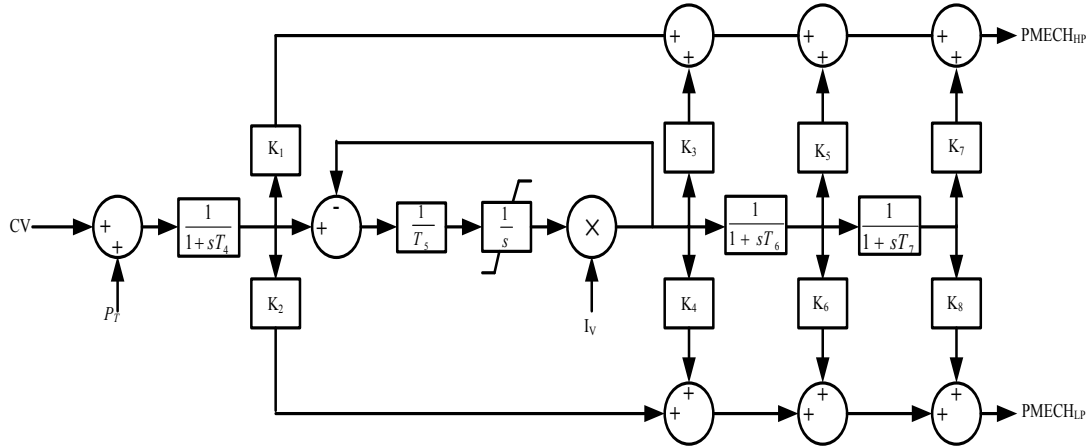 + + + + + + PMECH_HP
K₁ K₃ K₅ K₇
-
CV + + 1/(1+sT₄) + 1/T₅ 1/s × 1/(1+sT₆) 1/(1+sT₇)
P_T K₂ I_V K₄ K₆ K₈
+ + + + + + PMECH_LP